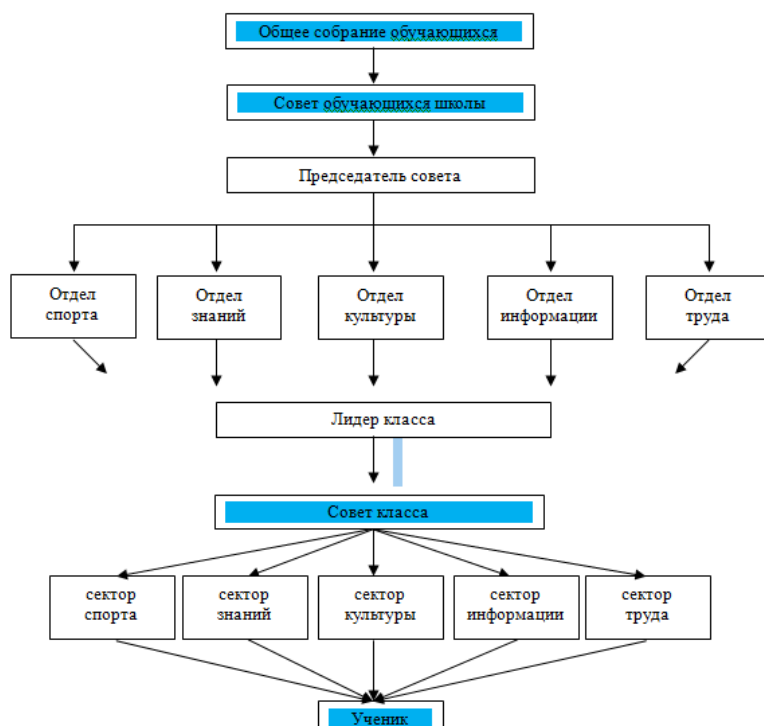 Общее собрание обучающихся
Совет обучающихся школы
Председатель совета
Отдел
спорта
Отдел
знаний
Отдел
культуры
Отдел
информации
Отдел
труда
Лидер класса
Совет класса
сектор
спорта
сектор
знаний
сектор
культуры
сектор
информации
сектор
труда
Ученик